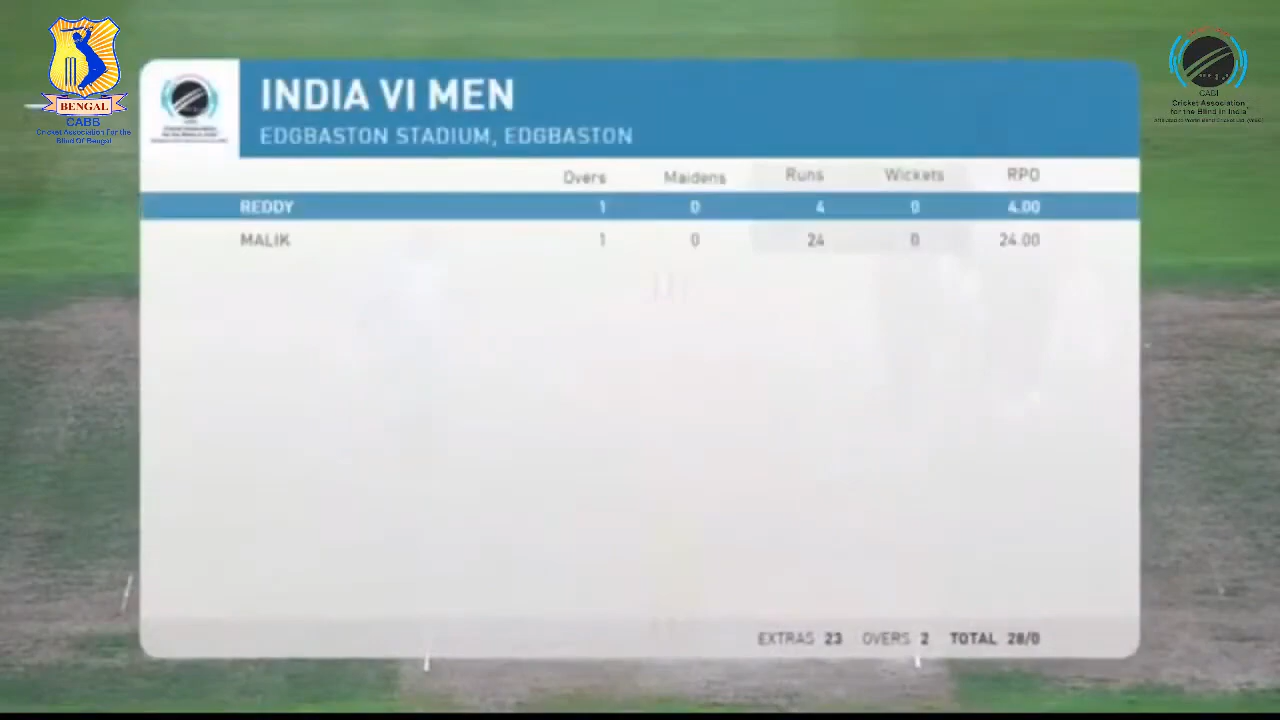 BENGAL
CABB
Cricket Association For the
Blind Of Bengal
CABI
Cricket Association
for the Blind in India
INDIA VI MEN
EDGBASTON STADIUM, EDGBASTON
Overs Maidens Runs Wickets RPO
REDDY 1 0 4 0 4.00
MALIK 1 0 24 0 24.00
EXTRAS 23 OVERS 2 TOTAL 28/0